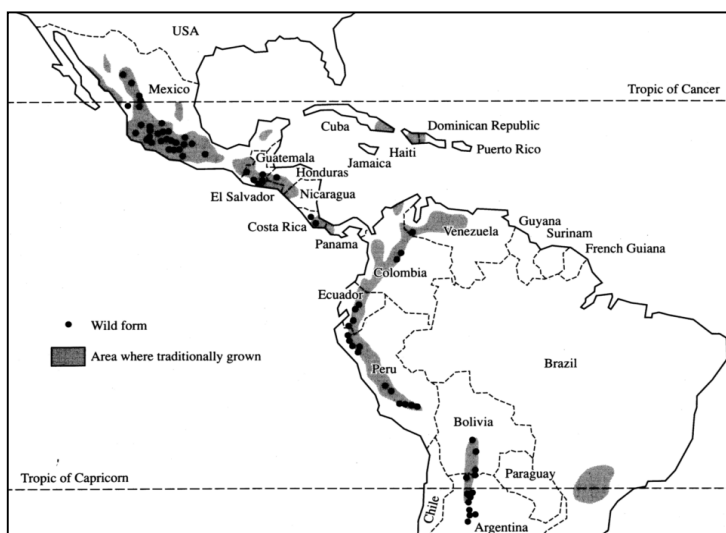 USA
Mexico
Tropic of Cancer
Cuba
Dominican Republic
Haiti
Puerto Rico
Jamaica
Guatemala
Honduras
El Salvador
Nicaragua
Costa Rica
Panama
Venezuela
Guyana
Surinam
French Guiana
Colombia
Ecuador
Wild form
Area where traditionally grown
Peru
Brazil
Bolivia
Tropic of Capricorn
Paraguay
Chile
Argentina